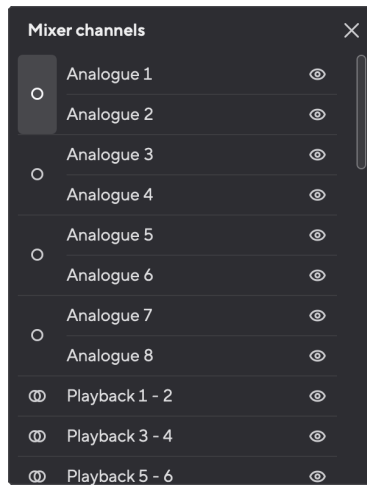 Mixer channels
Analogue 1
Analogue 2
Analogue 3
Analogue 4
Analogue 5
Analogue 6
Analogue 7
Analogue 8
Playback 1 - 2
Playback 3 - 4
Playback 5 - 6